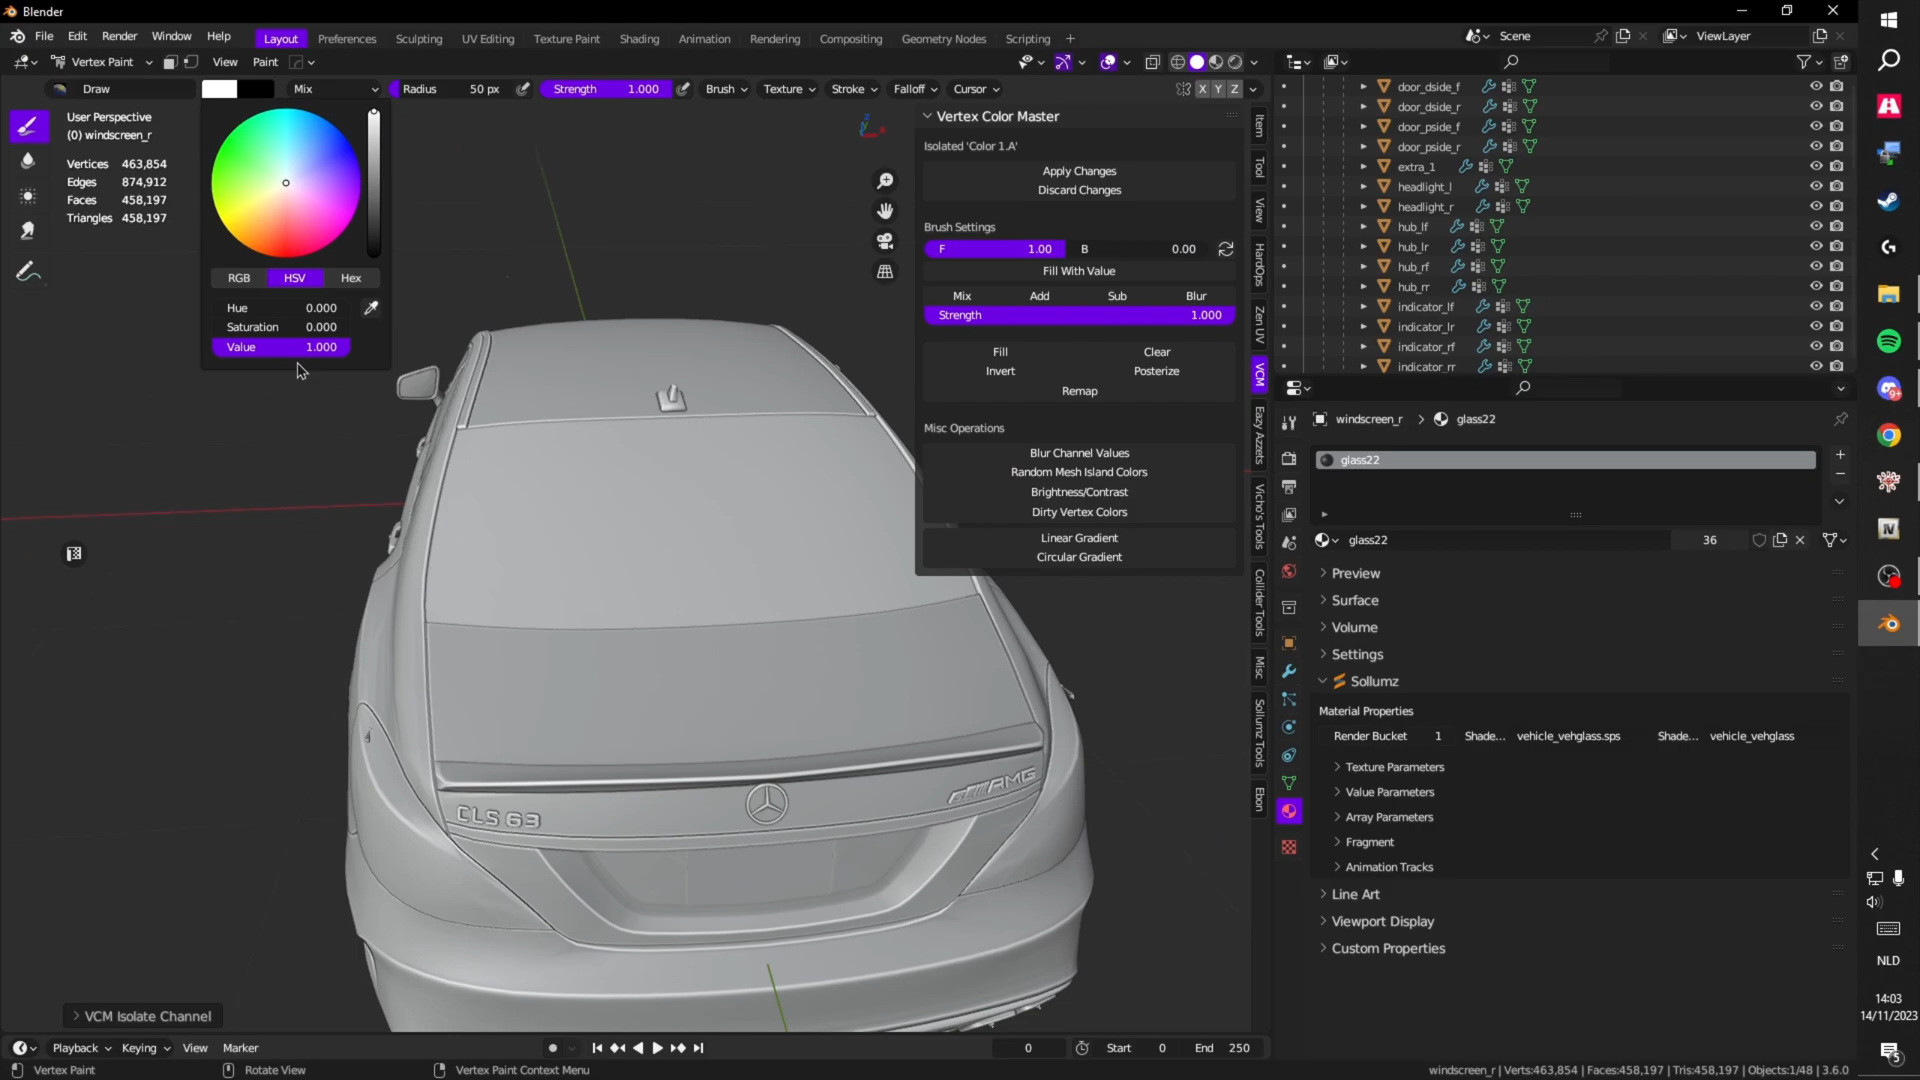 Blender
File Edit Render Window Help Layout Preferences Sculpting UV Editing Texture Paint Shading Animation Rendering Compositing Geometry Nodes Scripting + Scene ViewLayer
Vertex Paint View Paint
Draw Mix Radius 50 px Strength 1.000 Brush Texture Stroke Falloff Cursor X Y Z
User Perspective
(0) windscreen_r
Vertices 463,854
Edges 874,912
Faces 458,197
Triangles 458,197
RGB HSV Hex
Hue 0.000
Saturation 0.000
Value 1.000
Vertex Color Master
Isolated 'Color 1.A'
Apply Changes
Discard Changes
Brush Settings
F 1.00 B 0.00
Fill With Value
Mix Add Sub Blur
Strength 1.000
Fill Clear
Invert Posterize
Remap
Misc Operations
Blur Channel Values
Random Mesh Island Colors
Brightness/Contrast
Dirty Vertex Colors
Linear Gradient
Circular Gradient
Item
Tool
View
HardOps
Zen UV
VCM
Eazy Azzets
Vicho's Tools
Collider Tools
Misc
Sollumz Tools
Ebon
door_dside_f
door_dside_r
door_pside_f
door_pside_r
extra_1
headlight_l
headlight_r
hub_lf
hub_lr
hub_rf
hub_rr
indicator_lf
indicator_lr
indicator_rf
indicator_rr
windscreen_r > glass22
glass22
glass22 36
Preview
Surface
Volume
Settings
Sollumz
Material Properties
Render Bucket 1 Shade... vehicle_vehglass.sps Shade... vehicle_vehglass
Texture Parameters
Value Parameters
Array Parameters
Fragment
Animation Tracks
Line Art
Viewport Display
Custom Properties
CLS 63
AMG
VCM Isolate Channel
Playback Keying View Marker 0 Start 0 End 250
Vertex Paint Rotate View Vertex Paint Context Menu windscreen_r | Verts:463,854 | Faces:458,197 | Tris:458,197 | Objects:1/48 | 3.6.0
IV
NLD
14:03
14/11/2023
5